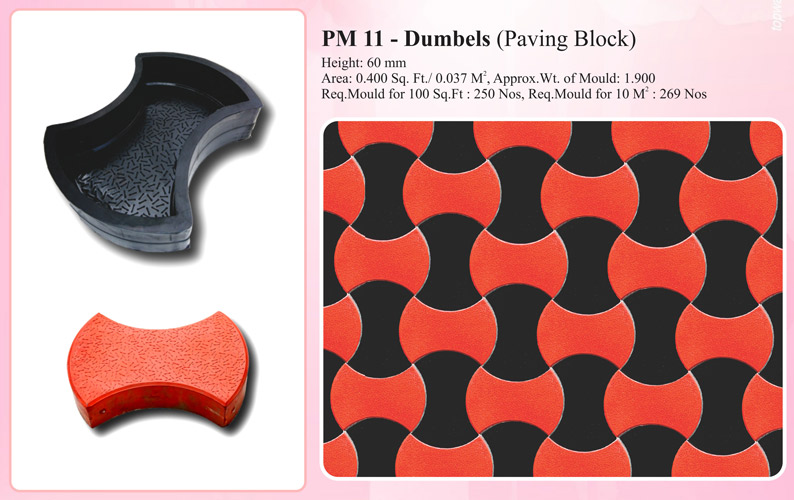 PM 11 - Dumbels (Paving Block)
Height: 60 mm
Area: 0.400 Sq. Ft./ 0.037 M², Approx.Wt. of Mould: 1.900
Req.Mould for 100 Sq.Ft : 250 Nos, Req.Mould for 10 M² : 269 Nos